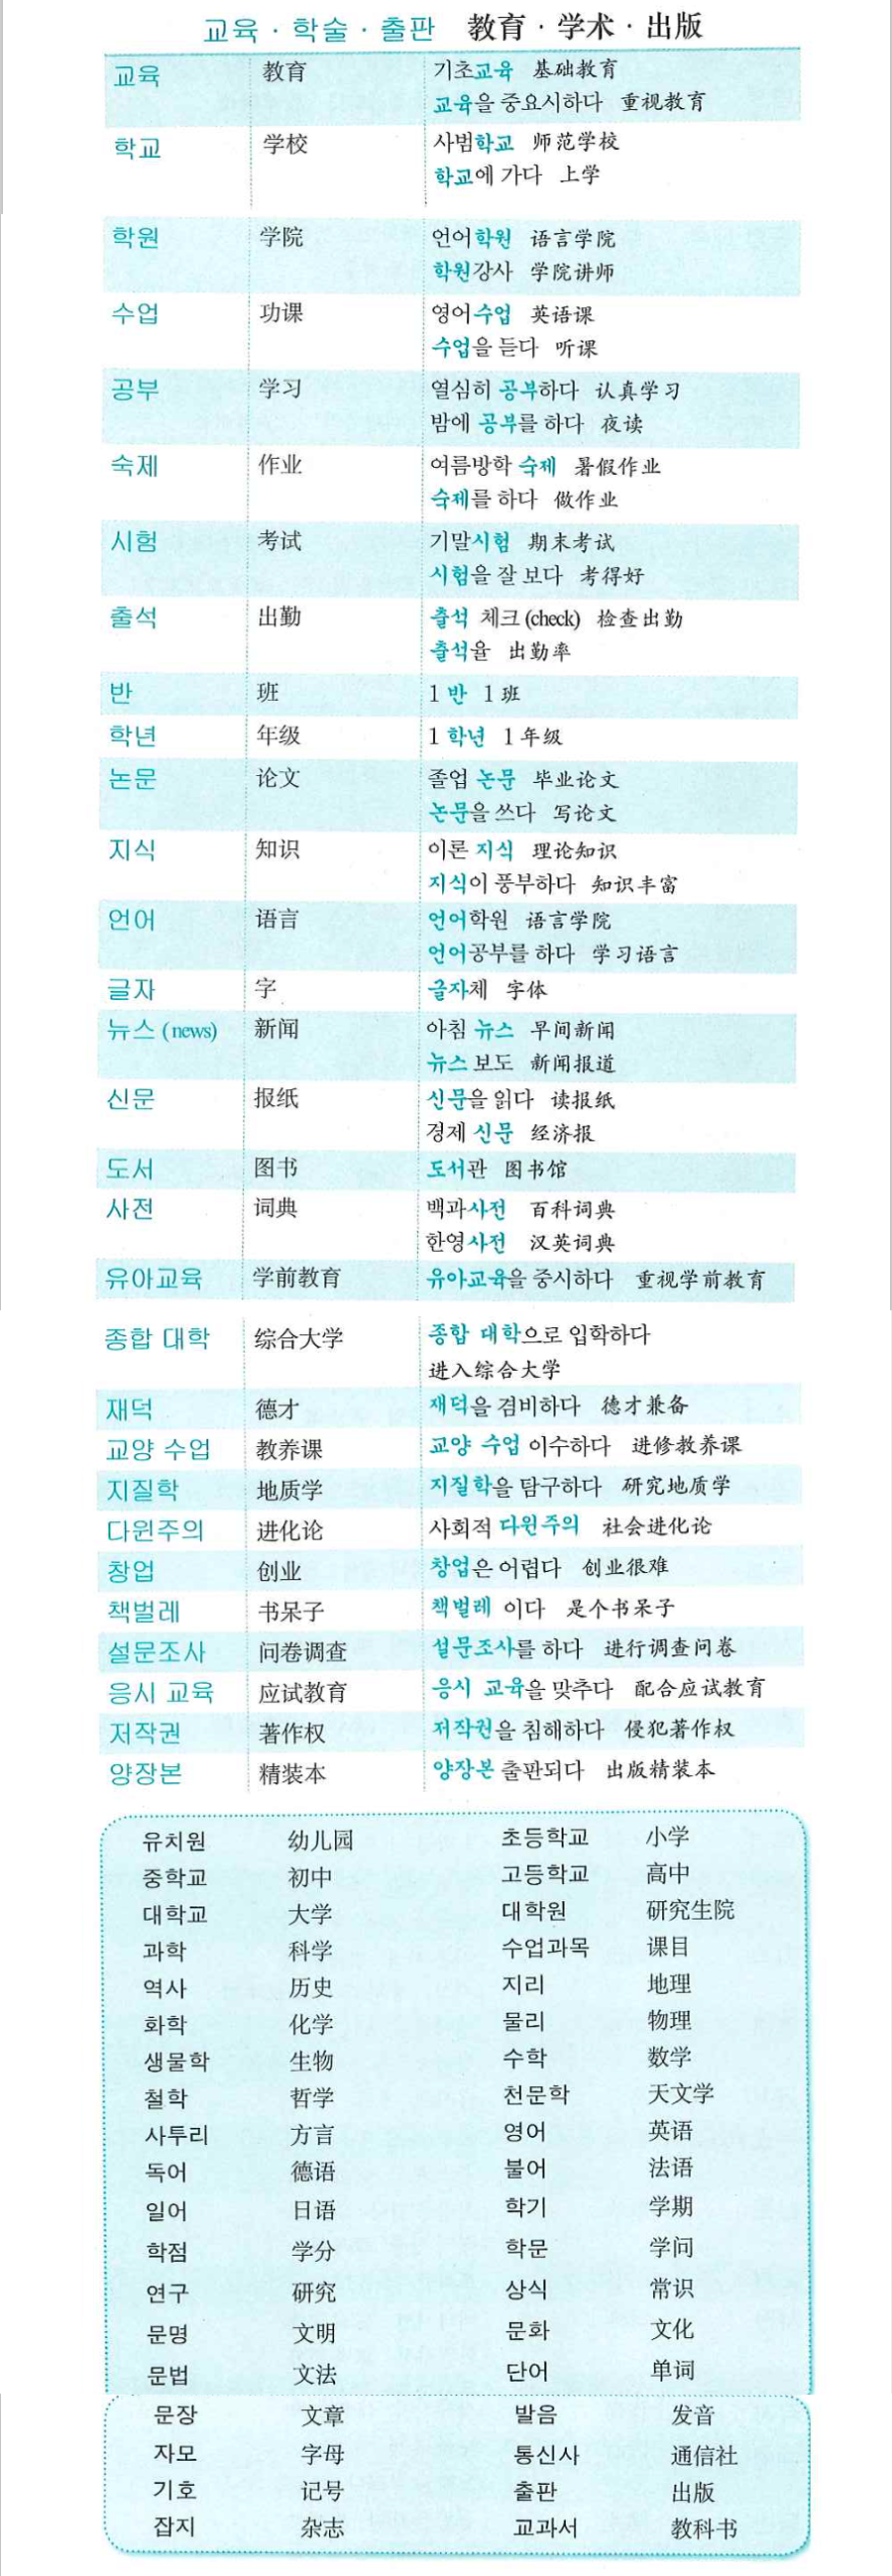 교육 · 학술 · 출판 教育 · 学术 · 出版
교육 教育 기초교육 基础教育
교육을 중요시하다 重视教育
학교 学校 사범학교 师范学校
학교에 가다 上学
학원 学院 언어학원 语言学院
학원강사 学院讲师
수업 功课 영어수업 英语课
수업을 듣다 听课
공부 学习 열심히 공부하다 认真学习
밤에 공부를 하다 夜读
숙제 作业 여름방학 숙제 暑假作业
숙제를 하다 做作业
시험 考试 기말시험 期末考试
시험을 잘 보다 考得好
출석 出勤 출석 체크 (check) 检查出勤
출석율 出勤率
반 班 1 반 1 班
학년 年级 1 학년 1 年级
논문 论文 졸업 논문 毕业论文
논문을 쓰다 写论文
지식 知识 이론 지식 理论知识
지식이 풍부하다 知识丰富
언어 语言 언어학원 语言学院
언어공부를 하다 学习语言
글자 字 글자체 字体
뉴스 (news) 新闻 아침 뉴스 早间新闻
뉴스 보도 新闻报道
신문 报纸 신문을 읽다 读报纸
경제 신문 经济报
도서 图书 도서관 图书馆
사전 词典 백과사전 百科词典
한영사전 汉英词典
유아교육 学前教育 유아교육을 중시하다 重视学前教育
종합 대학 综合大学 종합 대학으로 입학하다
进入综合大学
재덕 德才 재덕을 겸비하다 德才兼备
교양 수업 教养课 교양 수업 이수하다 进修教养课
지질학 地质学 지질학을 탐구하다 研究地质学
다윈주의 进化论 사회적 다윈주의 社会进化论
창업 创业 창업은 어렵다 创业很难
책벌레 书呆子 책벌레 이다 是个书呆子
설문조사 问卷调查 설문조사를 하다 进行调查问卷
응시 교육 应试教育 응시 교육을 맞추다 配合应试教育
저작권 著作权 저작권을 침해하다 侵犯著作权
양장본 精装本 양장본 출판되다 出版精装本
유치원 幼儿园 초등학교 小学
중학교 初中 고등학교 高中
대학교 大学 대학원 研究生院
과학 科学 수업과목 课目
역사 历史 지리 地理
화학 化学 물리 物理
생물학 生物 수학 数学
철학 哲学 천문학 天文学
사투리 方言 영어 英语
독어 德语 불어 法语
일어 日语 학기 学期
학점 学分 학문 学问
연구 研究 상식 常识
문명 文明 문화 文化
문법 文法 단어 单词
문장 文章 발음 发音
자모 字母 통신사 通信社
기호 记号 출판 出版
잡지 杂志 교과서 教科书